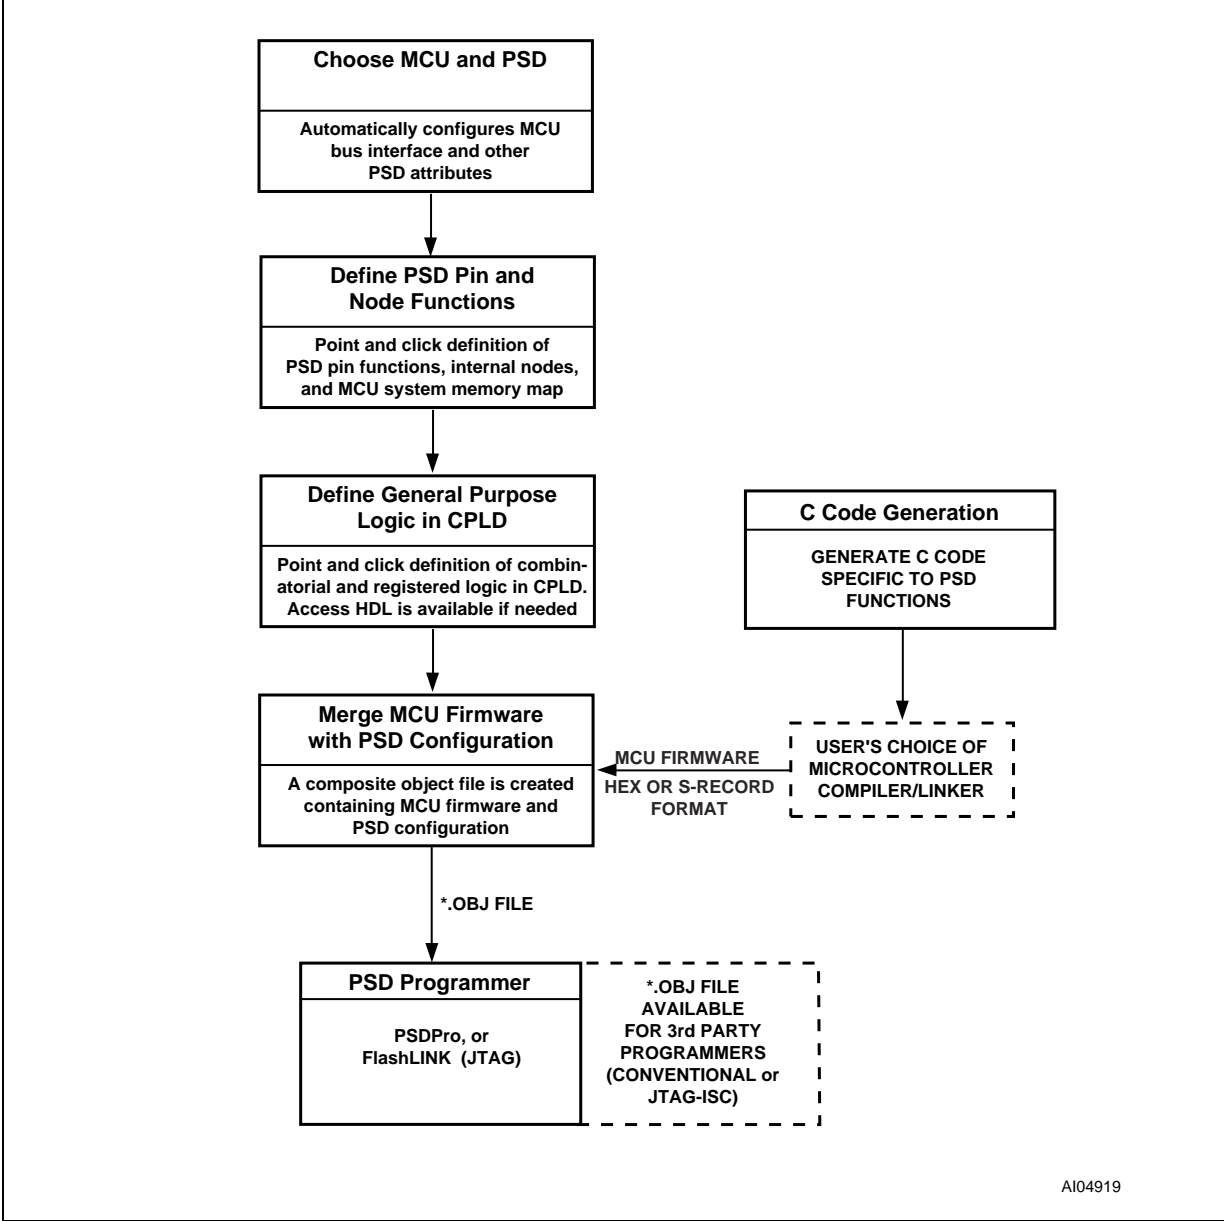 Choose MCU and PSD
Automatically configures MCU
bus interface and other
PSD attributes
Define PSD Pin and
Node Functions
Point and click definition of
PSD pin functions, internal nodes,
and MCU system memory map
Define General Purpose
Logic in CPLD
Point and click definition of combin-
atorial and registered logic in CPLD.
Access HDL is available if needed
C Code Generation
GENERATE C CODE
SPECIFIC TO PSD
FUNCTIONS
Merge MCU Firmware
with PSD Configuration
A composite object file is created
containing MCU firmware and
PSD configuration
MCU FIRMWARE
HEX OR S-RECORD
FORMAT
USER'S CHOICE OF
MICROCONTROLLER
COMPILER/LINKER
*.OBJ FILE
PSD Programmer
PSDPro, or
FlashLINK (JTAG)
*.OBJ FILE
AVAILABLE
FOR 3rd PARTY
PROGRAMMERS
(CONVENTIONAL or
JTAG-ISC)
AI04919